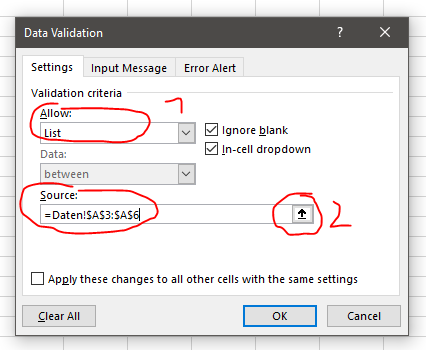 Data Validation ? ×
Settings Input Message Error Alert
Validation criteria
Allow: 1
List Ignore blank
Data: In-cell dropdown
between
Source:
=Daten!$A$3:$A$6 2
Apply these changes to all other cells with the same settings
Clear All OK Cancel